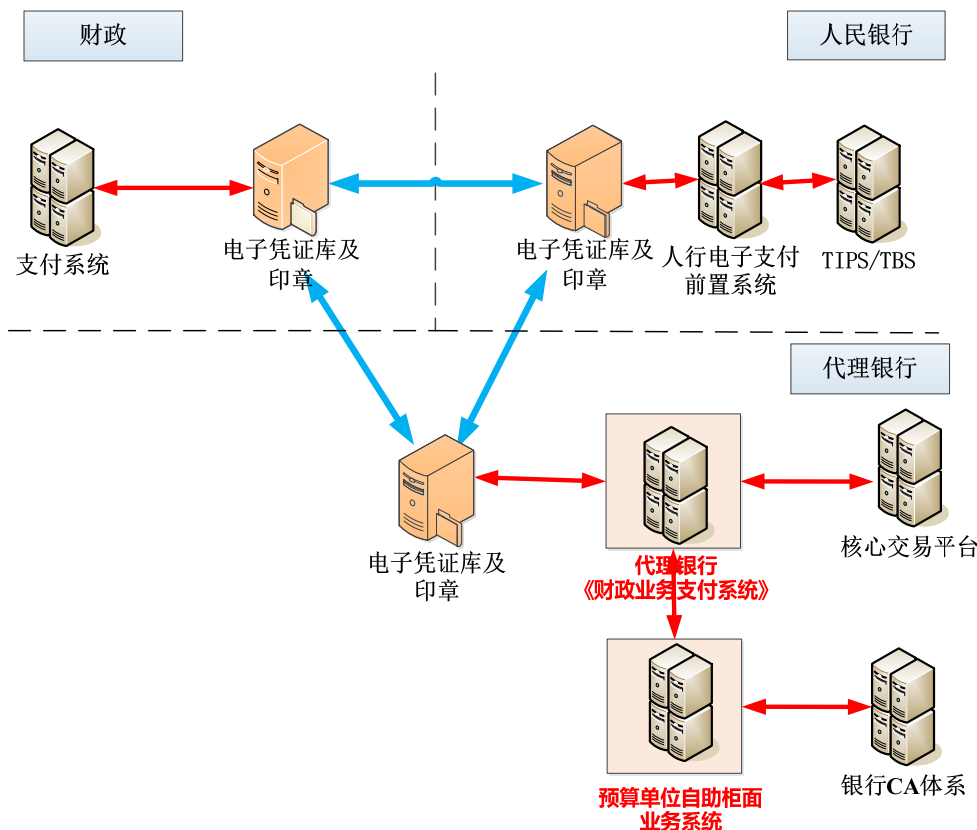 财政
人民银行
支付系统
电子凭证库及
印章
电子凭证库及
印章
人行电子支付
前置系统
TIPS/TBS
代理银行
电子凭证库及
印章
代理银行
《财政业务支付系统》
核心交易平台
预算单位自助柜面
业务系统
银行CA体系